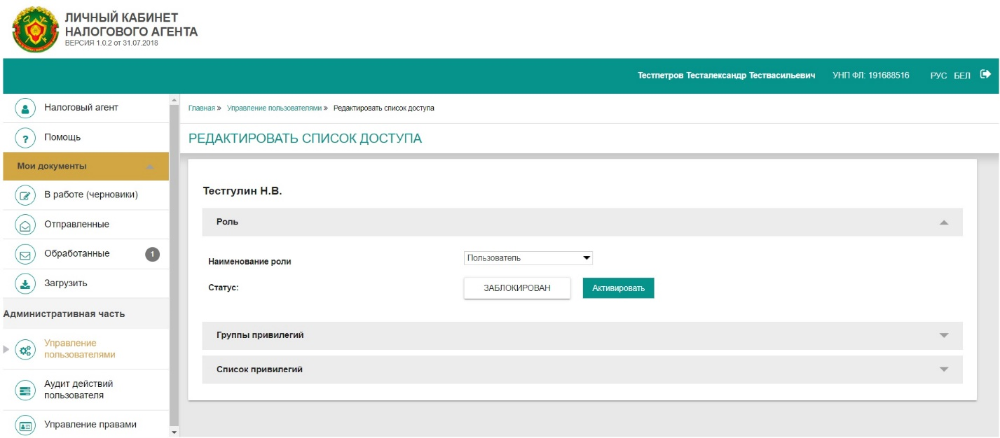 ЛИЧНЫЙ КАБИНЕТ
НАЛОГОВОГО АГЕНТА
ВЕРСИЯ 1.0.2 от 31.07.2018
Тестпетров Тесталександр Тествасильевич УНП ФЛ: 191688516 РУС БЕЛ
Налоговый агент
Помощь
Мои документы
В работе (черновики)
Отправленные
Обработанные 1
Загрузить
Административная часть
Управление
пользователями
Аудит действий
пользователя
Управление правами
Главная » Управление пользователями » Редактировать список доступа
РЕДАКТИРОВАТЬ СПИСОК ДОСТУПА
Тестгулин Н.В.
Роль
Наименование роли Пользователь
Статус: ЗАБЛОКИРОВАН Активировать
Группы привилегий
Список привилегий